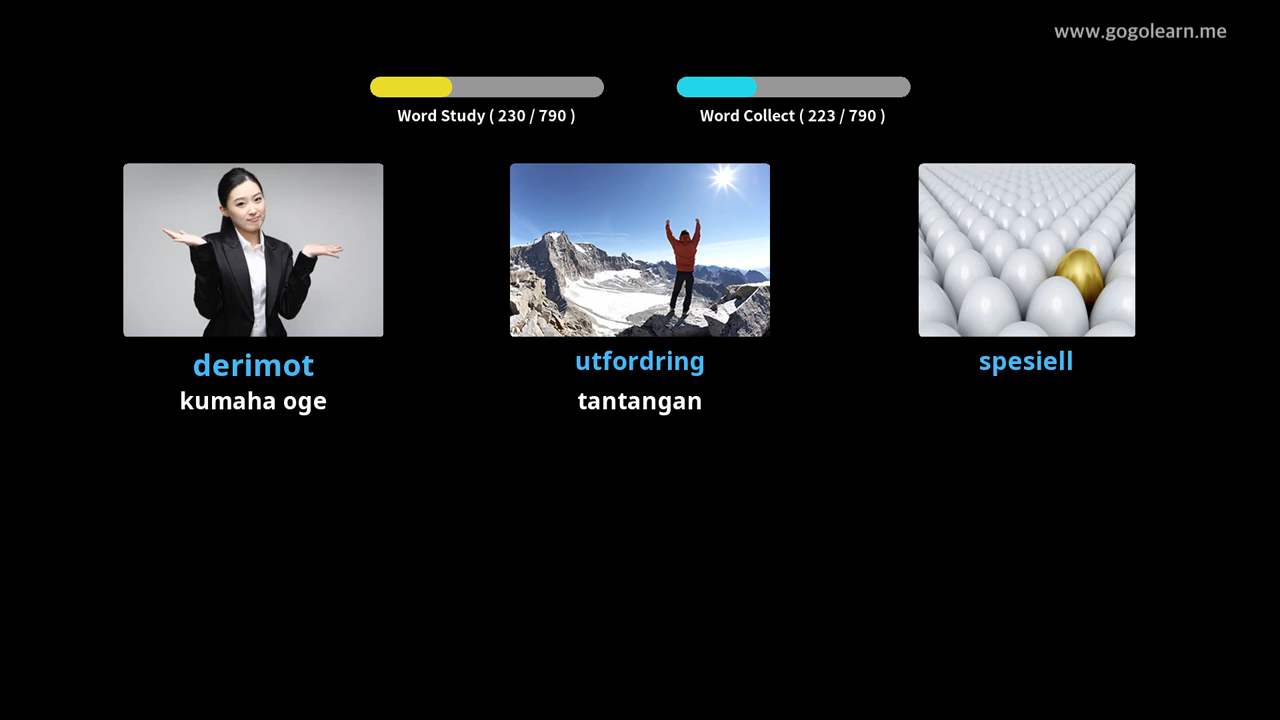 www.gogolearn.me
Word Study ( 230 / 790 )
Word Collect ( 223 / 790 )
derimot
kumaha oge
utfordring
tantangan
spesiell